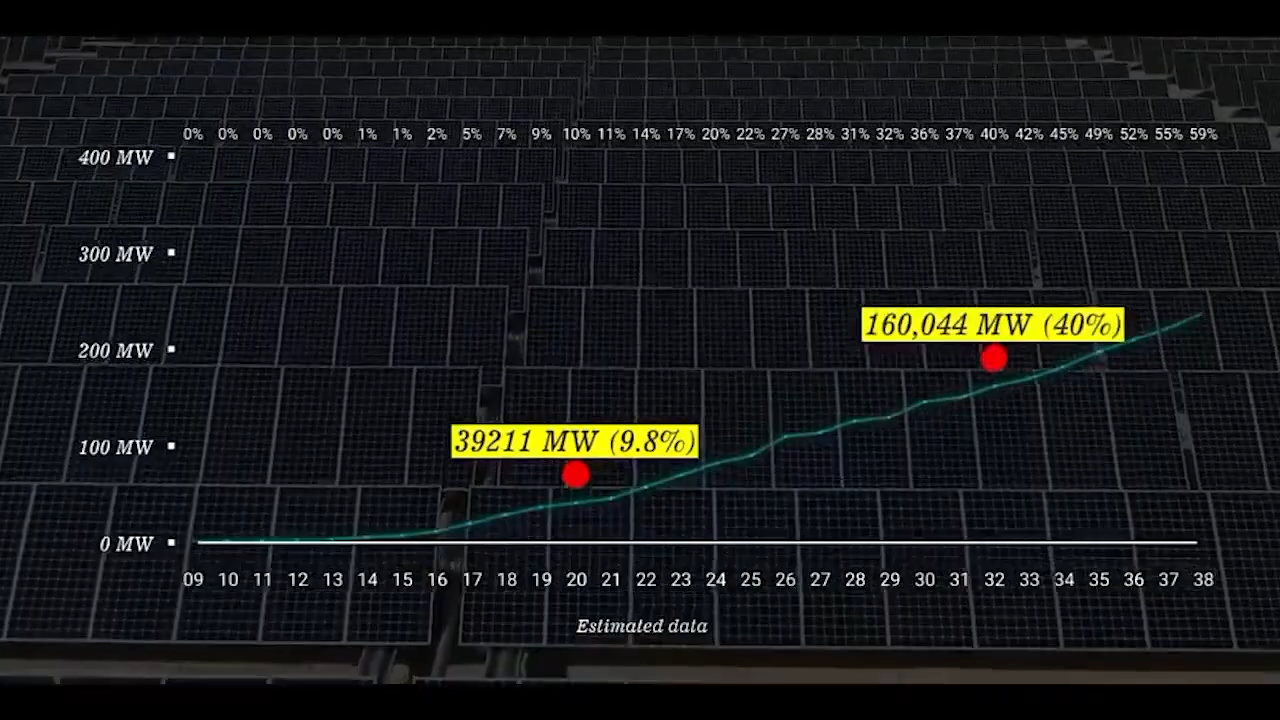 0% 0% 0% 0% 0% 1% 1% 2% 5% 7% 9% 10% 11% 14% 17% 20% 22% 27% 28% 31% 32% 36% 37% 40% 42% 45% 49% 52% 55% 59%
400 MW
300 MW
160,044 MW (40%)
200 MW
39211 MW (9.8%)
100 MW
0 MW
09 10 11 12 13 14 15 16 17 18 19 20 21 22 23 24 25 26 27 28 29 30 31 32 33 34 35 36 37 38
Estimated data